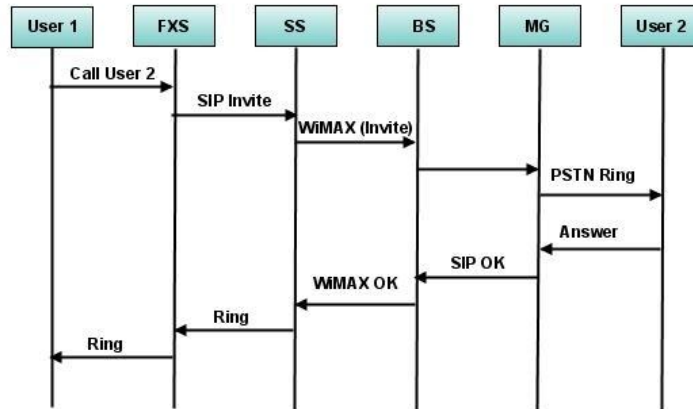 User 1
FXS
SS
BS
MG
User 2
Call User 2
SIP Invite
WiMAX (Invite)
PSTN Ring
Answer
SIP OK
WiMAX OK
Ring
Ring